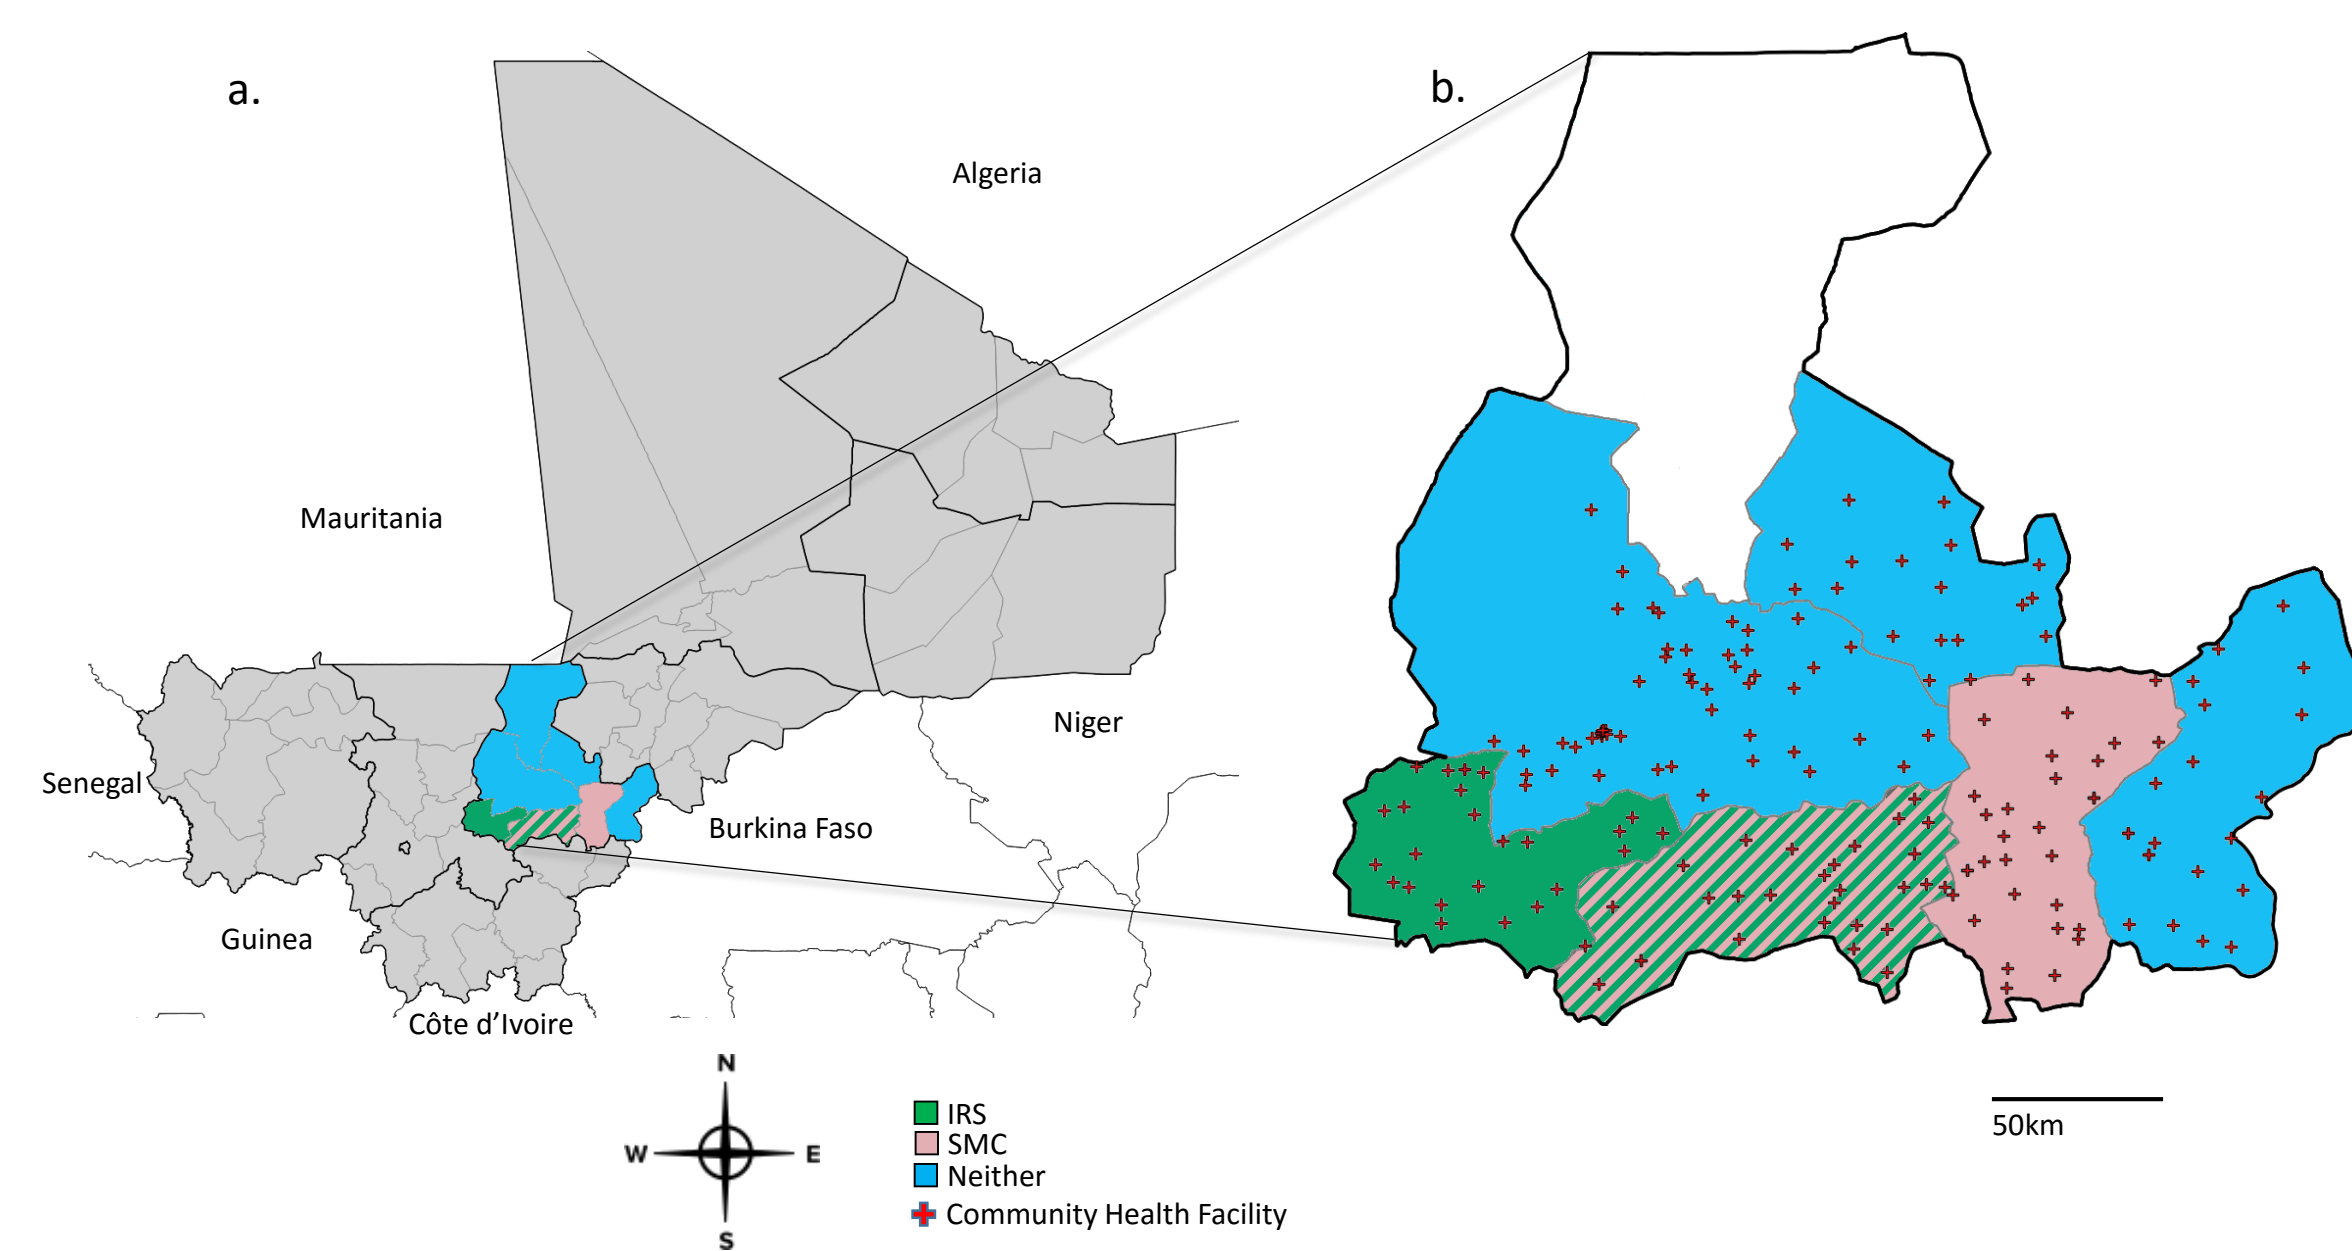 a.
b.
Algeria
Mauritania
Niger
Senegal
Burkina Faso
Guinea
Côte d’Ivoire
N
W
E
S
IRS
SMC
Neither
Community Health Facility
50km